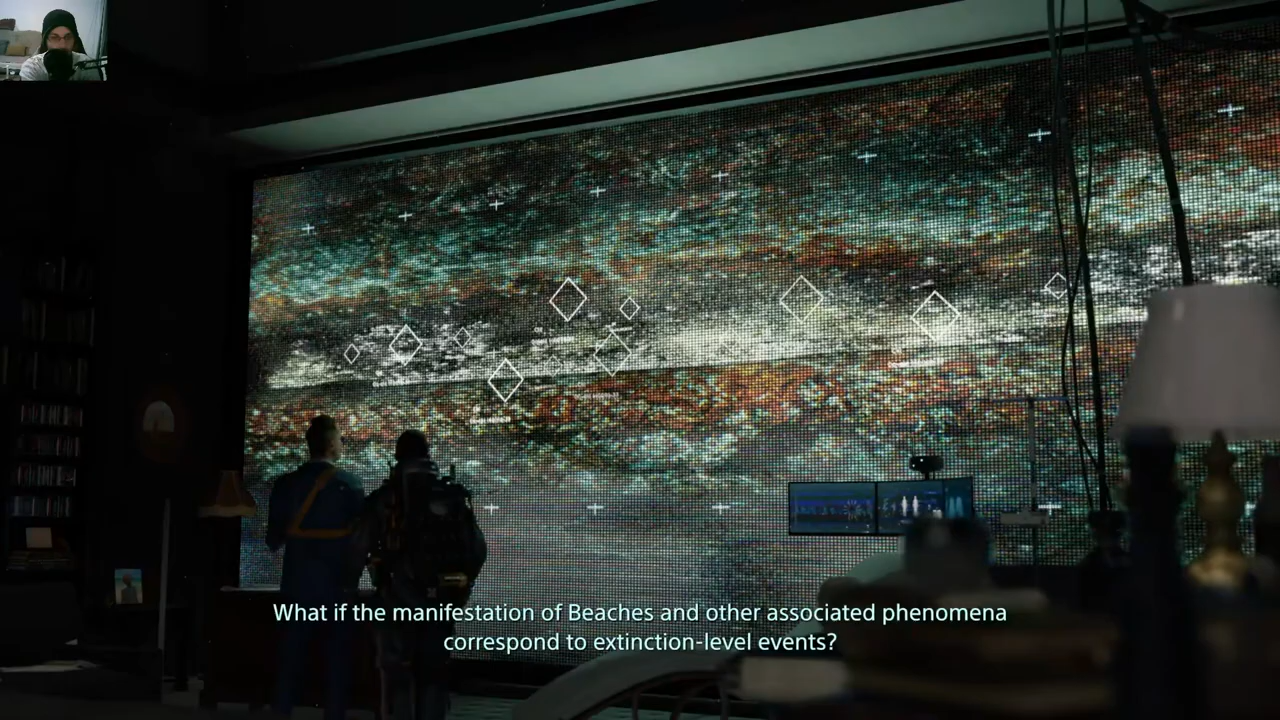 What if the manifestation of Beaches and other associated phenomena
correspond to extinction-level events?